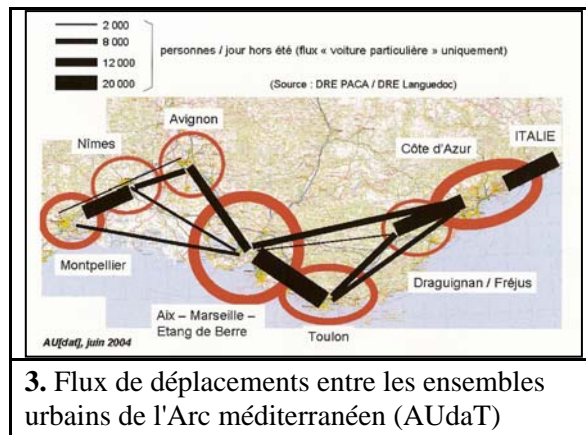 2 000
8 000
12 000
20 000
personnes / jour hors été (flux « voiture particulière » uniquement)
(Source : DRE PACA / DRE Languedoc)
Avignon
Nîmes
Côte d'Azur
ITALIE
Montpellier
Aix – Marseille –
Etang de Berre
Toulon
Draguignan / Fréjus
AU[dat], juin 2004
3. Flux de déplacements entre les ensembles
urbains de l'Arc méditerranéen (AUdaT)